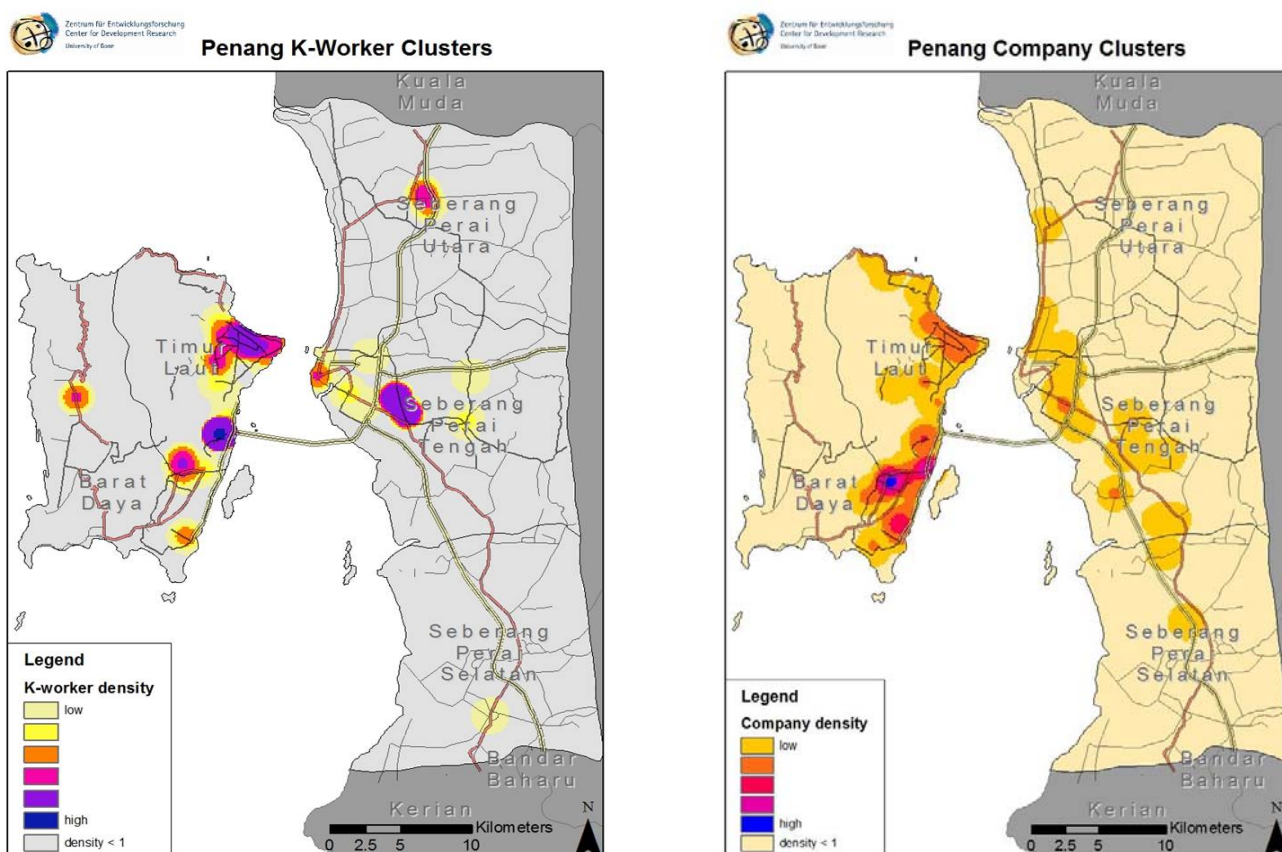 Zentrum für Entwicklungsforschung
Center for Development Research
University of Bonn
Penang K-Worker Clusters
Kuala
Muda
Seberang
Perai
Utara
Timur
Laut
Seberang
Perai
Tengah
Barat
Daya
Seberang
Pera
Selatan
Bandar
Baharu
Kerian
Legend
K-worker density
low
high
density < 1
N
Kilometers
0 2.5 5 10
Zentrum für Entwicklungsforschung
Center for Development Research
University of Bonn
Penang Company Clusters
Kuala
Muda
Seberang
Perai
Utara
Timur
Laut
Seberang
Perai
Tengah
Barat
Daya
Seberang
Pera
Selatan
Bandar
Baharu
Kerian
Legend
Company density
low
high
density < 1
N
Kilometers
0 2.5 5 10